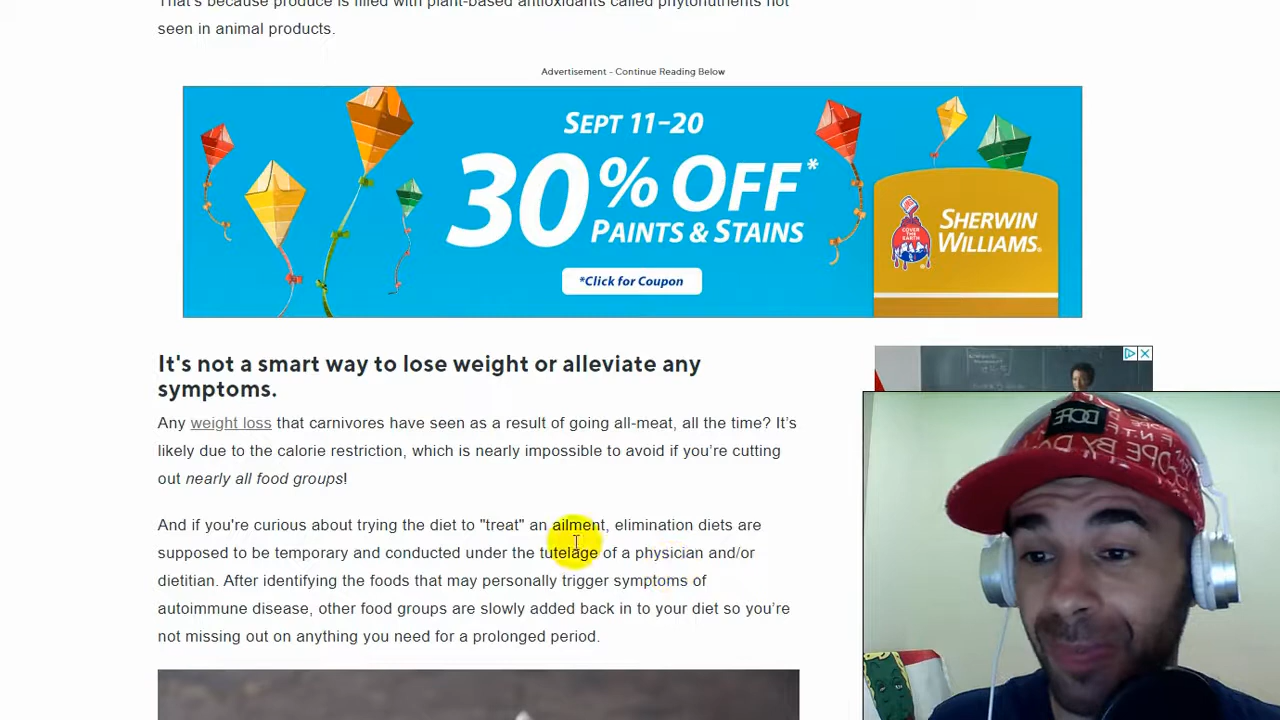 That's because produce is filled with plant-based antioxidants called phytonutrients not
seen in animal products.
Advertisement - Continue Reading Below
SEPT 11–20
30% OFF*
PAINTS & STAINS
*Click for Coupon
COVER THE EARTH
SHERWIN
WILLIAMS.
It's not a smart way to lose weight or alleviate any
symptoms.
Any weight loss that carnivores have seen as a result of going all-meat, all the time? It's
likely due to the calorie restriction, which is nearly impossible to avoid if you're cutting
out nearly all food groups!
And if you're curious about trying the diet to "treat" an ailment, elimination diets are
supposed to be temporary and conducted under the tutelage of a physician and/or
dietitian. After identifying the foods that may personally trigger symptoms of
autoimmune disease, other food groups are slowly added back in to your diet so you're
not missing out on anything you need for a prolonged period.
DOPE